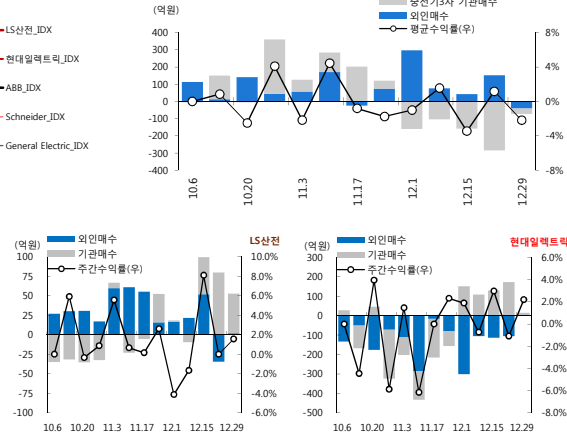 LS산전_IDX
현대일렉트릭_IDX
ABB_IDX
Schneider_IDX
General Electric_IDX
(억원)
중전기3사 기관매수
외인매수
평균수익률(우)
400
300
200
100
0
-100
-200
-300
-400
8%
4%
0%
-4%
-8%
10.6
10.20
11.3
11.17
12.1
12.15
12.29
(억원)
외인매수
기관매수
주간수익률(우)
LS산전
100
75
50
25
0
-25
-50
-75
-100
10.0%
8.0%
6.0%
4.0%
2.0%
0.0%
-2.0%
-4.0%
-6.0%
10.6 10.20 11.3 11.17 12.1 12.15 12.29
(억원)
외인매수
기관매수
주간수익률(우)
현대일렉트릭
300
200
100
0
-100
-200
-300
-400
-500
6.0%
4.0%
2.0%
0.0%
-2.0%
-4.0%
-6.0%
-8.0%
10.6 10.20 11.3 11.17 12.1 12.15 12.29